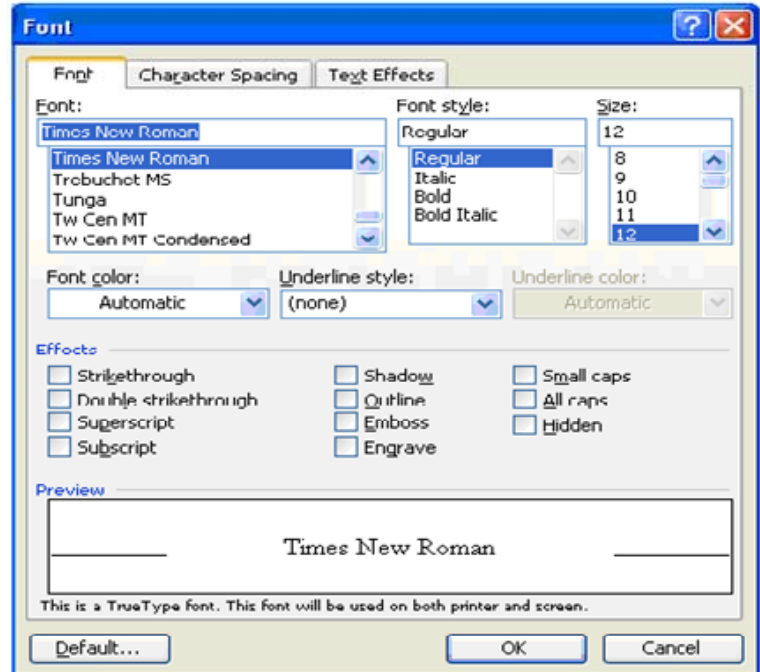 Font
Font Character Spacing Text Effects
Font: Font style: Size:
Times New Roman Regular 12
Times New Roman Regular 8
Trebuchet MS Italic 9
Tunga Bold 10
Tw Cen MT Bold Italic 11
Tw Cen MT Condensed 12
Font color: Underline style: Underline color:
Automatic (none) Automatic
Effects
Strikethrough Shadow Small caps
Double strikethrough Outline All caps
Superscript Emboss Hidden
Subscript Engrave
Preview
Times New Roman
This is a TrueType font. This font will be used on both printer and screen.
Default... OK Cancel